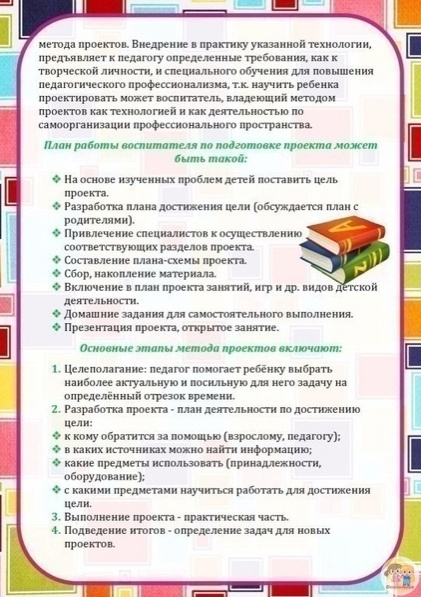 метода проектов. Внедрение в практику указанной технологии,
предъявляет к педагогу определенные требования, как к
творческой личности, и специального обучения для повышения
педагогического профессионализма, т.к. научить ребенка
проектировать может воспитатель, владеющий методом
проектов как технологией и как деятельностью по
самоорганизации профессионального пространства.
План работы воспитателя по подготовке проекта может
быть такой:
❖ На основе изученных проблем детей поставить цель
проекта.
❖ Разработка плана достижения цели (обсуждается план с
родителями).
❖ Привлечение специалистов к осуществлению
соответствующих разделов проекта.
❖ Составление плана-схемы проекта.
❖ Сбор, накопление материала.
❖ Включение в план проекта занятий, игр и др. видов детской
деятельности.
❖ Домашние задания для самостоятельного выполнения.
❖ Презентация проекта, открытое занятие.
Основные этапы метода проектов включают:
1. Целеполагание: педагог помогает ребёнку выбрать
наиболее актуальную и посильную для него задачу на
определённый отрезок времени.
2. Разработка проекта - план деятельности по достижению
цели:
❖ к кому обратится за помощью (взрослому, педагогу);
❖ в каких источниках можно найти информацию;
❖ какие предметы использовать (принадлежности,
оборудование);
❖ с какими предметами научиться работать для достижения
цели.
3. Выполнение проекта - практическая часть.
4. Подведение итогов - определение задач для новых
проектов.